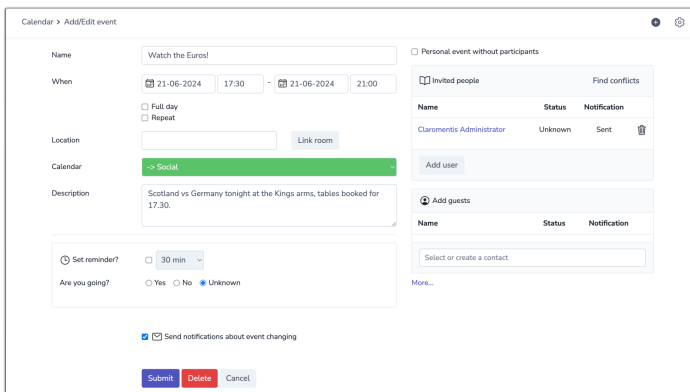 Calendar > Add/Edit event
Name
Watch the Euros!
When
21-06-2024 17:30 - 21-06-2024 21:00
Full day
Repeat
Location
Link room
Calendar
-> Social
Description
Scotland vs Germany tonight at the Kings arms, tables booked for
17.30.
Set reminder?
30 min
Are you going?
Yes No Unknown
Send notifications about event changing
Submit Delete Cancel
Personal event without participants
Invited people Find conflicts
Name Status Notification
Claromentis Administrator Unknown Sent
Add user
Add guests
Name Status Notification
Select or create a contact
More...